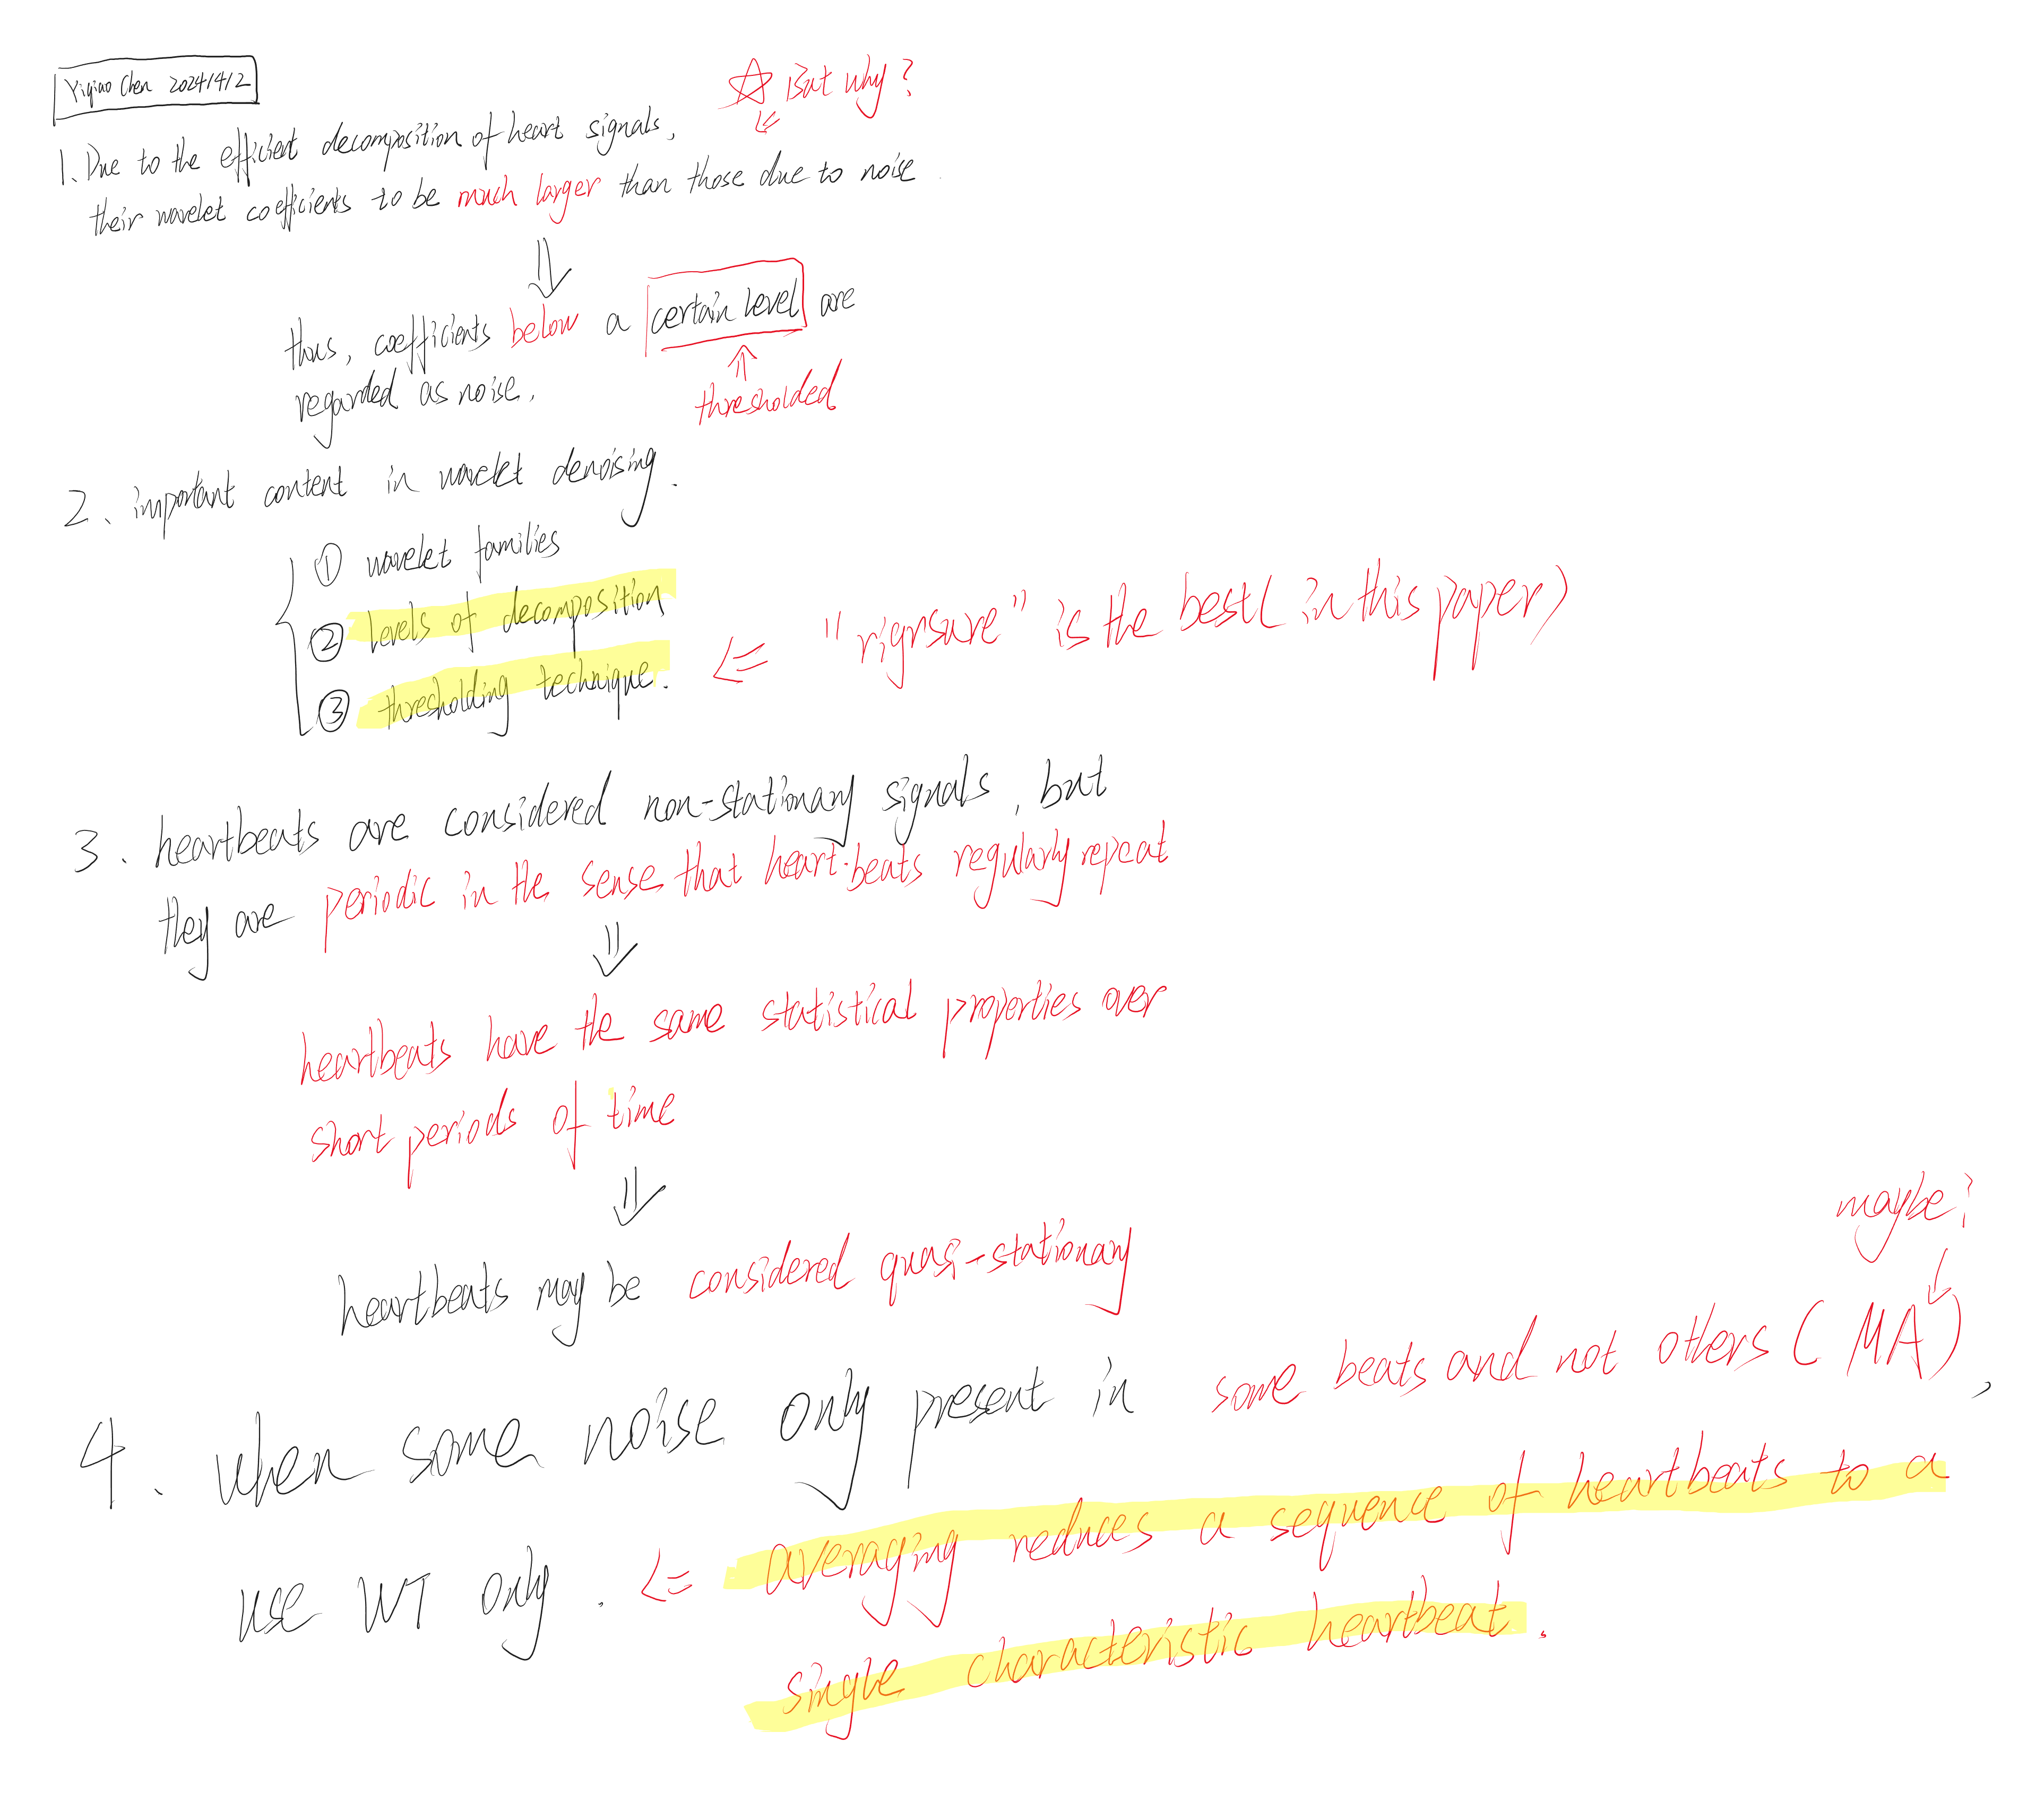 Yiqiao Chen 2024/4/2
☆ But why?
1. Due to the efficient decomposition of heart signals,
their wavelet coefficients to be much larger than those due to noise.
⇓
thus, coefficients below a certain level are
regarded as noise.
↑
thresholded
2. important content in wavelet denoising.
① wavelet families
② levels of decomposition
③ thresholding technique. ⇐ "rigrsure" is the best (in this paper)
3. heartbeats are considered non-stationary signals, but
they are periodic in the sense that heart-beats regularly repeat
⇓
heartbeats have the same statistical properties over
short periods of time
⇓
heartbeats may be considered quasi-stationary
maybe?
4. when some noise only present in some beats and not others (MA),
use WT only. ⇐ averaging reduces a sequence of heartbeats to a
single characteristic heartbeat.